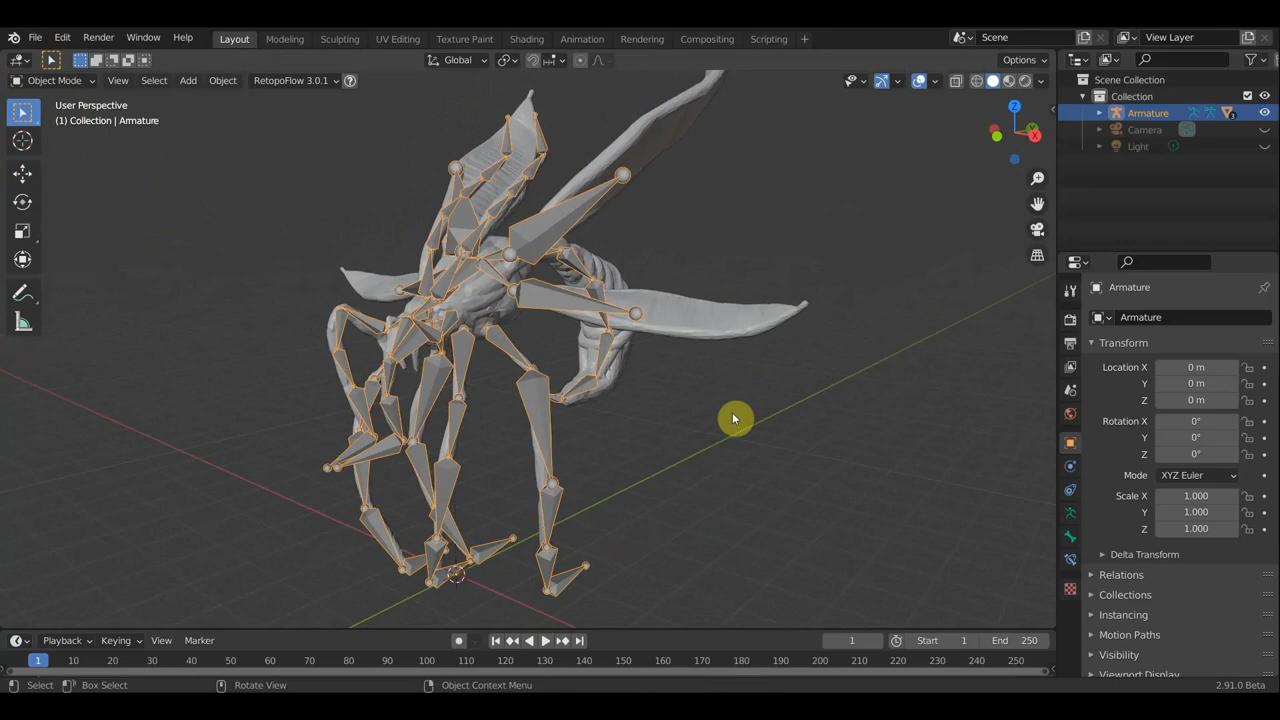 File Edit Render Window Help
Layout Modeling Sculpting UV Editing Texture Paint Shading Animation Rendering Compositing Scripting +
Scene View Layer
Global Options
Object Mode View Select Add Object RetopoFlow 3.0.1
User Perspective
(1) Collection | Armature
Scene Collection
Collection
Armature
Camera
Light
Armature
Armature
Transform
Location X 0 m
Y 0 m
Z 0 m
Rotation X 0°
Y 0°
Z 0°
Mode XYZ Euler
Scale X 1.000
Y 1.000
Z 1.000
Delta Transform
Relations
Collections
Instancing
Motion Paths
Visibility
Viewport Display
Playback Keying View Marker 1 Start 1 End 250
1 10 20 30 40 50 60 70 80 90 100 110 120 130 140 150 160 170 180 190 200 210 220 230 240 250
Select Box Select Rotate View Object Context Menu 2.91.0 Beta